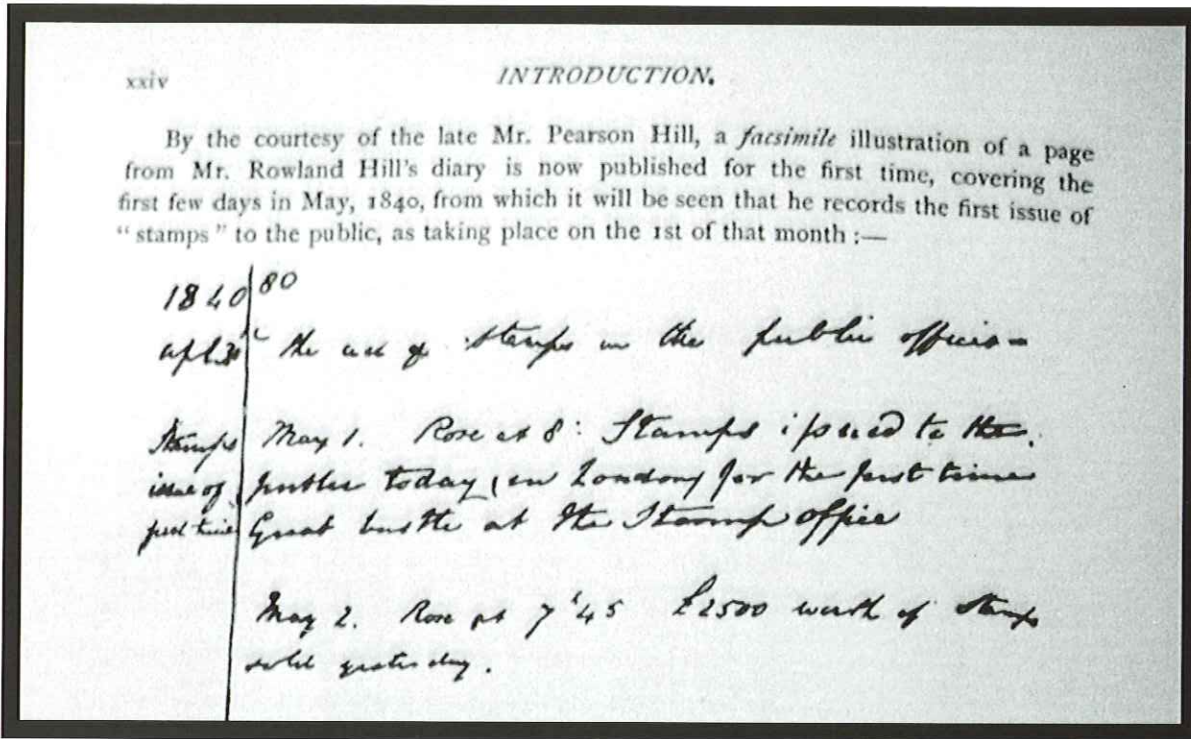 xxiv INTRODUCTION.
By the courtesy of the late Mr. Pearson Hill, a facsimile illustration of a page
from Mr. Rowland Hill's diary is now published for the first time, covering the
first few days in May, 1840, from which it will be seen that he records the first issue of
“ stamps ” to the public, as taking place on the 1st of that month :—
1840 80
apl 30 the use of stamps in the public offices
Stamps May 1. Rose at 8: Stamps issued to the
issue of public today (in London) for the first time
first time Great bustle at the Stamp office
May 2. Rose at 7.45 £2500 worth of stamps
sold yesterday.